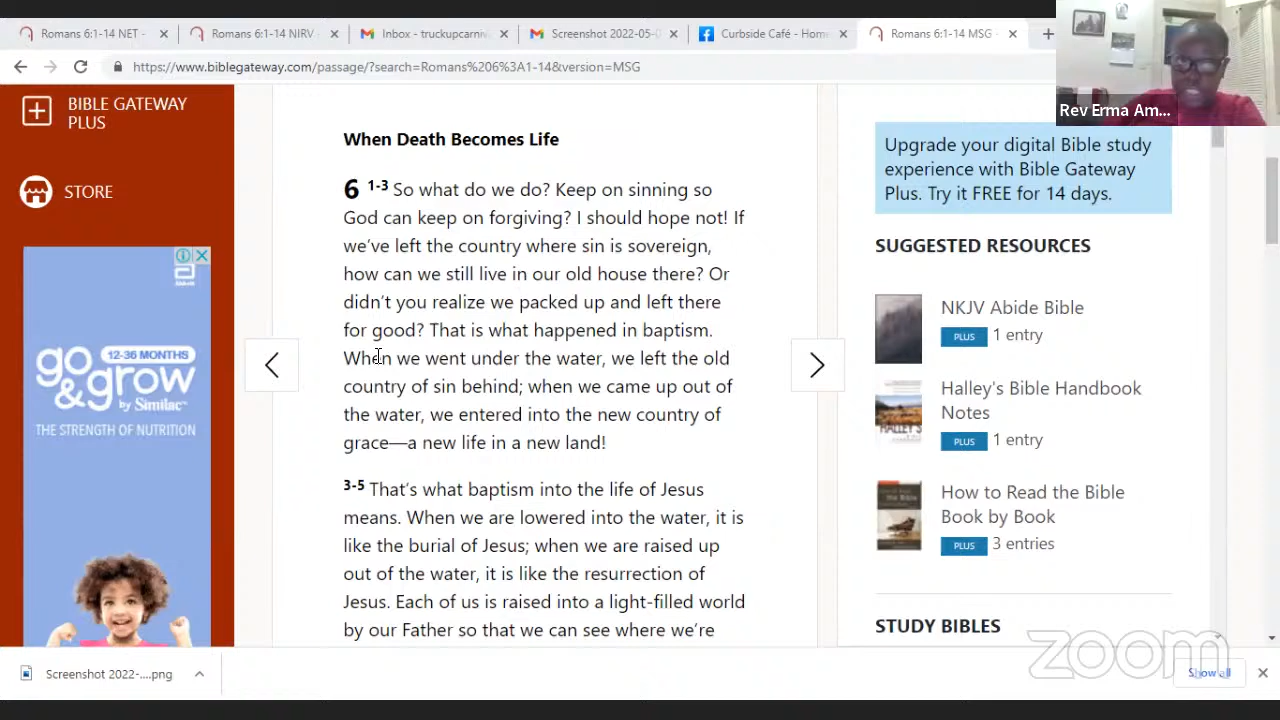 Romans 6:1-14 NET -
Romans 6:1-14 NIRV -
Inbox - truckupcarniv
Screenshot 2022-05-0
Curbside Café - Hom
Romans 6:1-14 MSG -
https://www.biblegateway.com/passage/?search=Romans%206%3A1-14&version=MSG
Rev Erma Am...
BIBLE GATEWAY
PLUS
STORE
go
&grow
12-36 MONTHS
by Similac
THE STRENGTH OF NUTRITION
When Death Becomes Life
6 1-3 So what do we do? Keep on sinning so
God can keep on forgiving? I should hope not! If
we’ve left the country where sin is sovereign,
how can we still live in our old house there? Or
didn’t you realize we packed up and left there
for good? That is what happened in baptism.
When we went under the water, we left the old
country of sin behind; when we came up out of
the water, we entered into the new country of
grace—a new life in a new land!
3-5 That’s what baptism into the life of Jesus
means. When we are lowered into the water, it is
like the burial of Jesus; when we are raised up
out of the water, it is like the resurrection of
Jesus. Each of us is raised into a light-filled world
by our Father so that we can see where we’re
Upgrade your digital Bible study
experience with Bible Gateway
Plus. Try it FREE for 14 days.
SUGGESTED RESOURCES
NKJV Abide Bible
PLUS 1 entry
Halley's Bible Handbook
Notes
PLUS 1 entry
How to Read the Bible
Book by Book
PLUS 3 entries
STUDY BIBLES
zoom
Screenshot 2022-....png
Show all